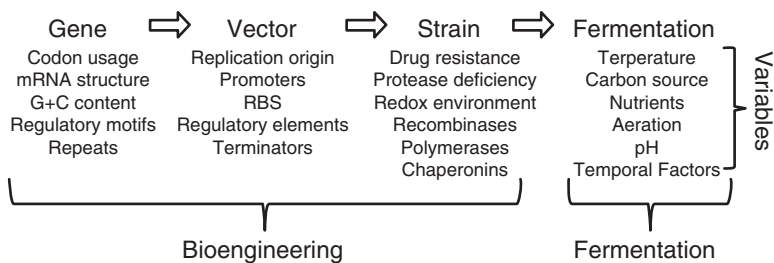 Gene Vector Strain Fermentation
Codon usage Replication origin Drug resistance Terperature
mRNA structure Promoters Protease deficiency Carbon source
G+C content RBS Redox environment Nutrients
Regulatory motifs Regulatory elements Recombinases Aeration
Repeats Terminators Polymerases pH
Chaperonins Temporal Factors
Variables
Bioengineering Fermentation